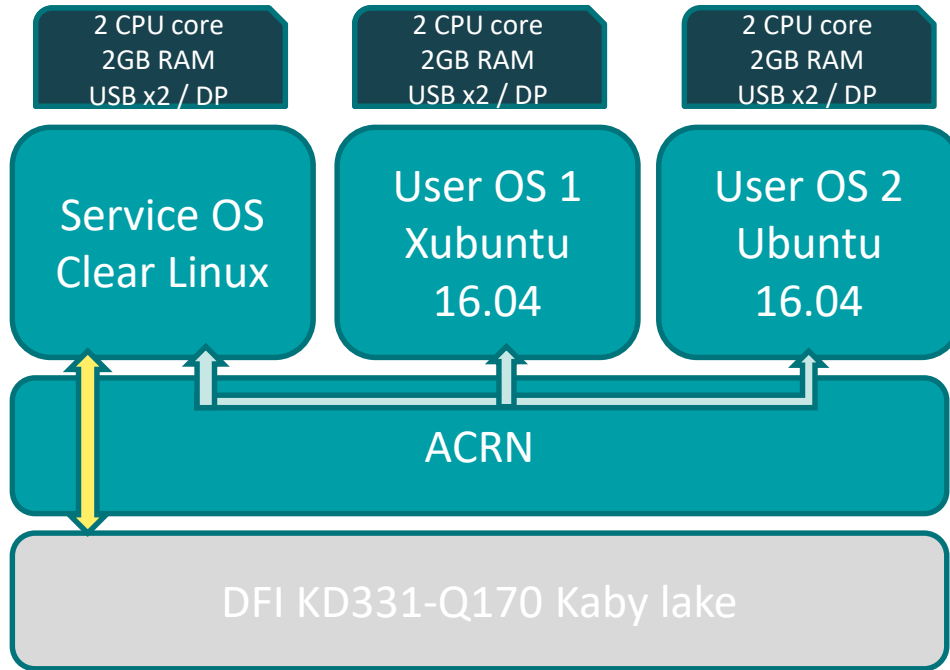 2 CPU core
2GB RAM
USB x2 / DP
2 CPU core
2GB RAM
USB x2 / DP
2 CPU core
2GB RAM
USB x2 / DP
Service OS
Clear Linux
User OS 1
Xubuntu
16.04
User OS 2
Ubuntu
16.04
ACRN
DFI KD331-Q170 Kaby lake